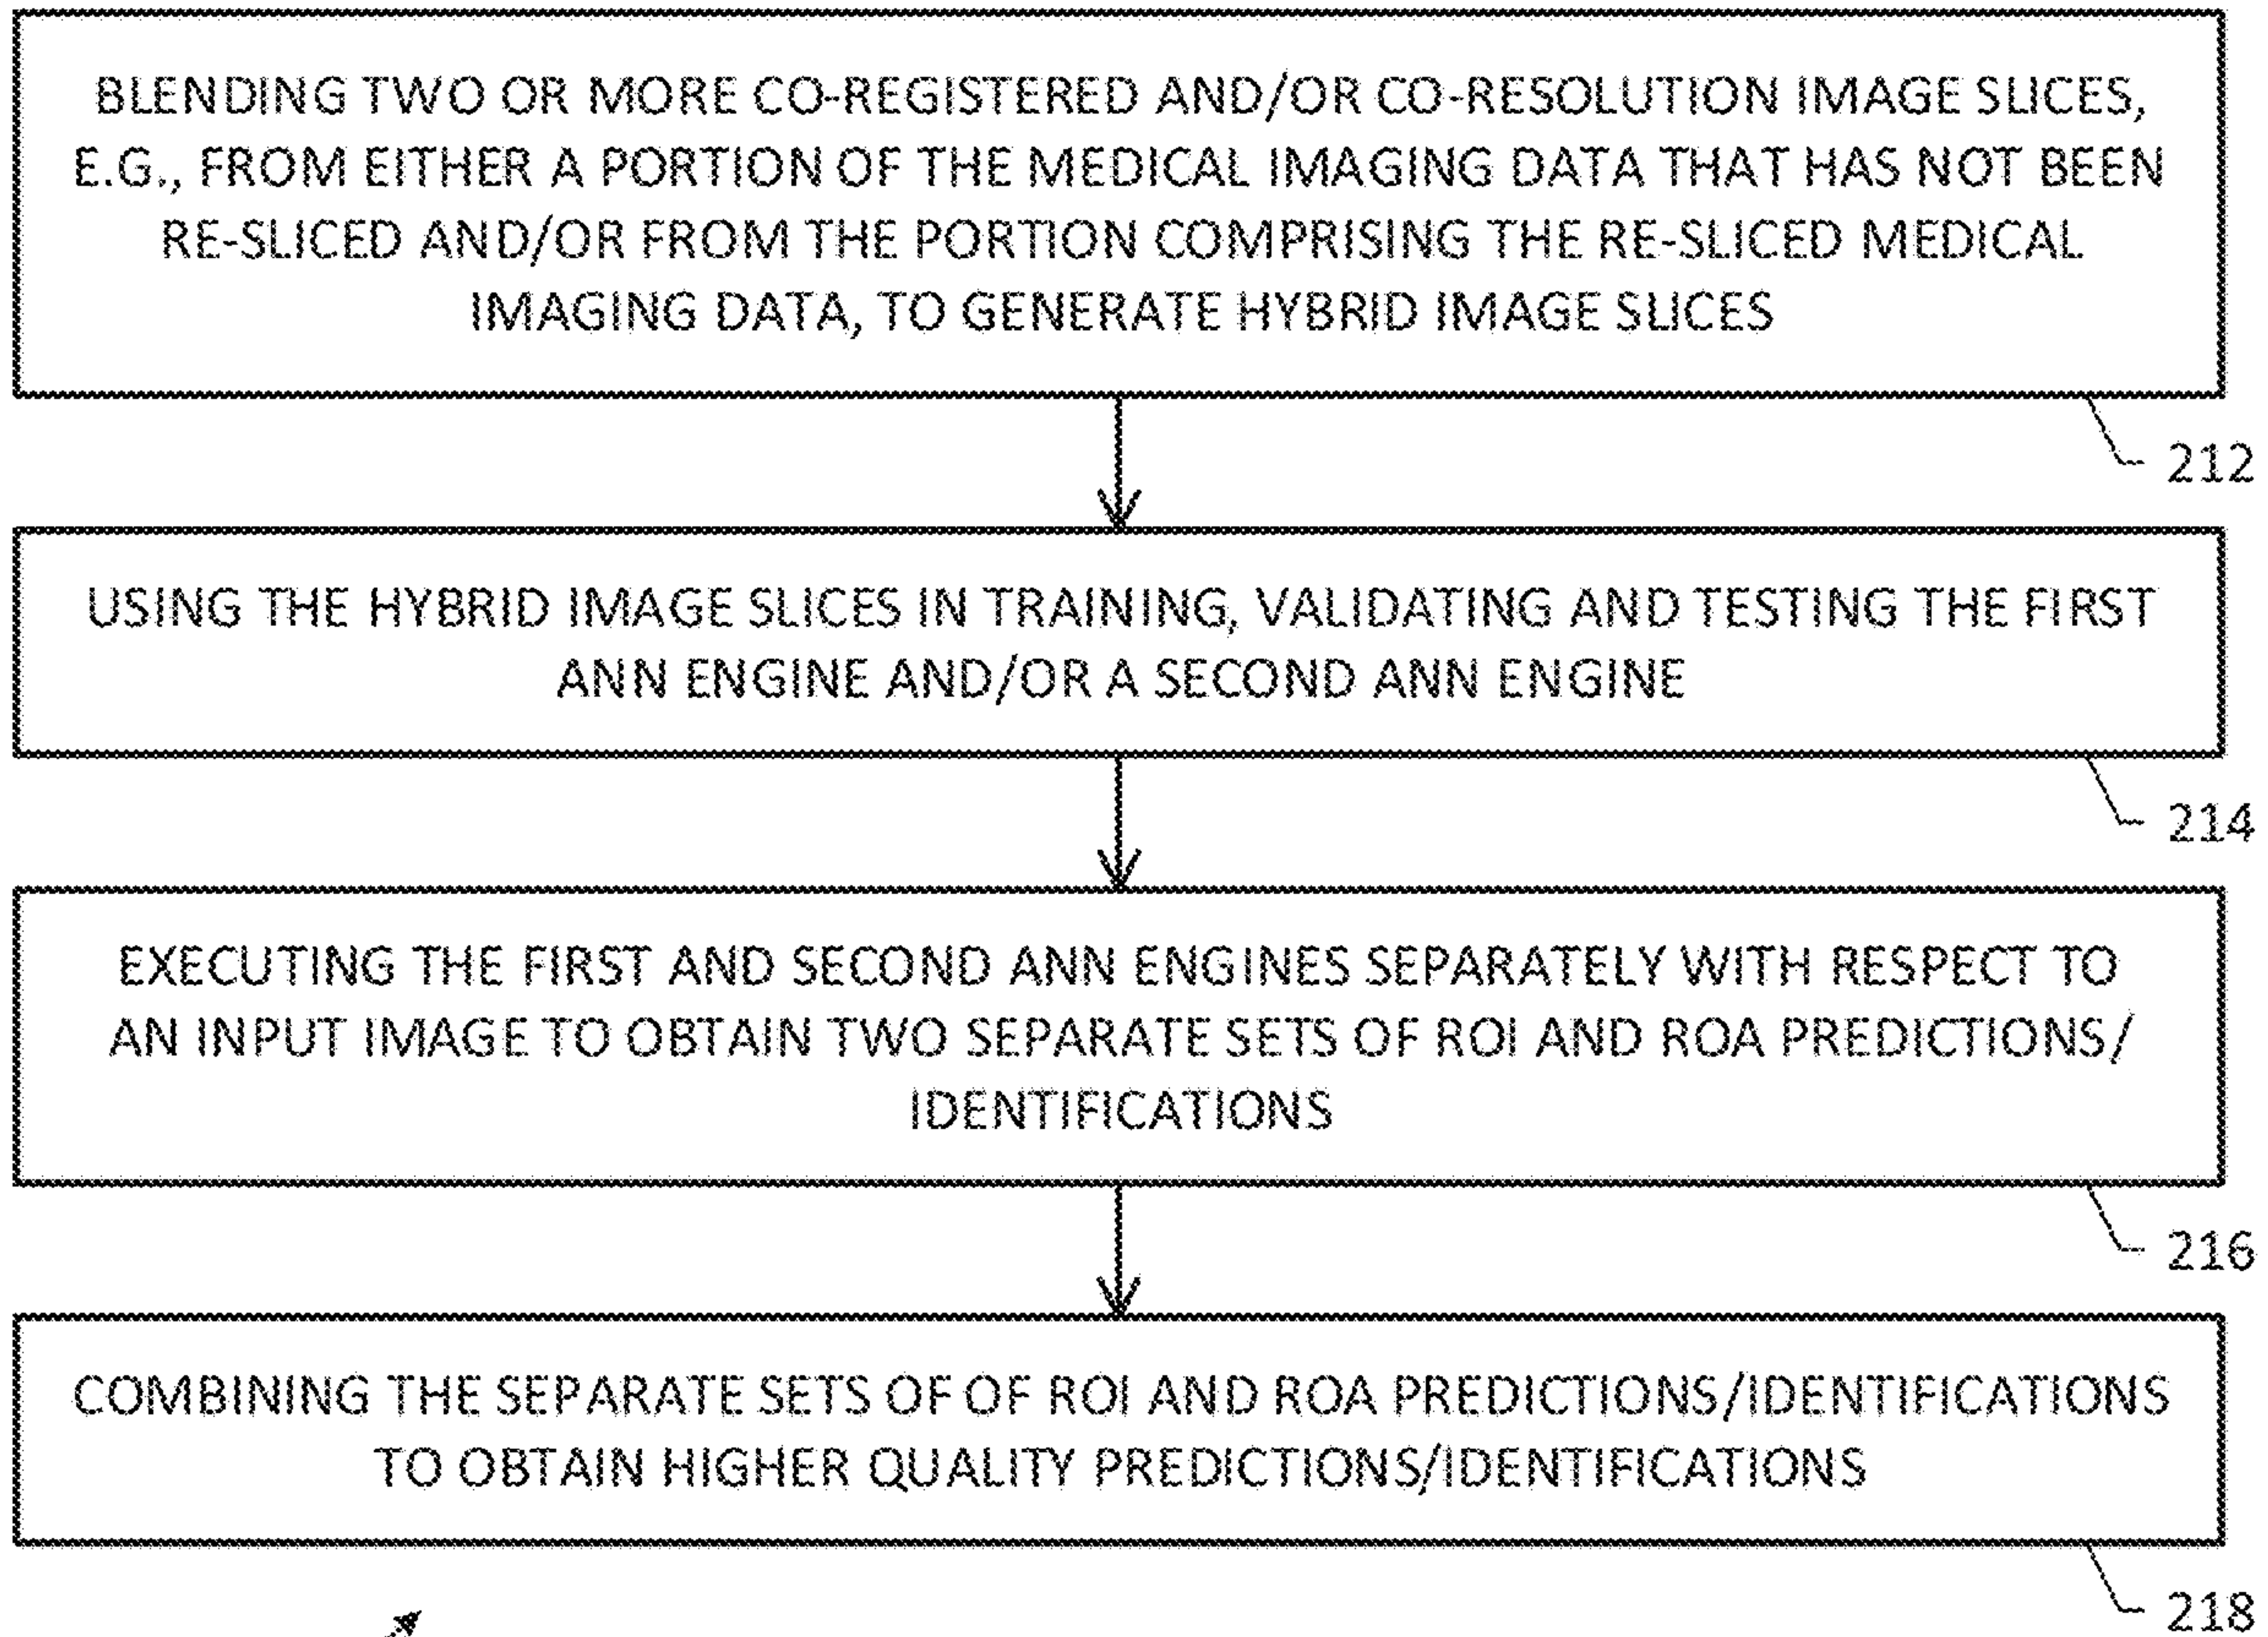 BLENDING TWO OR MORE CO-REGISTERED AND/OR CO-RESOLUTION IMAGE SLICES,
E.G., FROM EITHER A PORTION OF THE MEDICAL IMAGING DATA THAT HAS NOT BEEN
RE-SLICED AND/OR FROM THE PORTION COMPRISING THE RE-SLICED MEDICAL
IMAGING DATA, TO GENERATE HYBRID IMAGE SLICES
212
USING THE HYBRID IMAGE SLICES IN TRAINING, VALIDATING AND TESTING THE FIRST
ANN ENGINE AND/OR A SECOND ANN ENGINE
214
EXECUTING THE FIRST AND SECOND ANN ENGINES SEPARATELY WITH RESPECT TO
AN INPUT IMAGE TO OBTAIN TWO SEPARATE SETS OF ROI AND ROA PREDICTIONS/
IDENTIFICATIONS
216
COMBINING THE SEPARATE SETS OF OF ROI AND ROA PREDICTIONS/IDENTIFICATIONS
TO OBTAIN HIGHER QUALITY PREDICTIONS/IDENTIFICATIONS
218